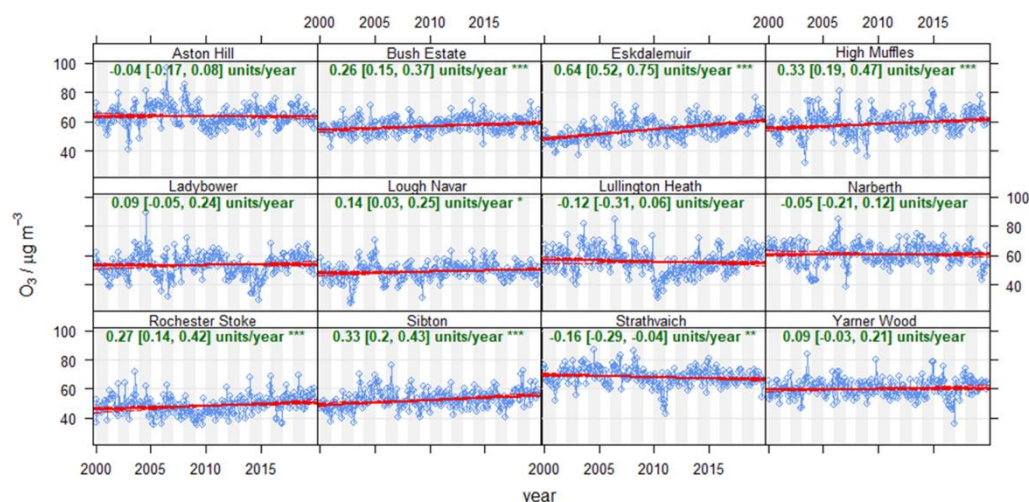 2000 2005 2010 2015 2000 2005 2010 2015
Aston Hill Bush Estate Eskdalemuir High Muffles
-0.04 [-0.17, 0.08] units/year 0.26 [0.15, 0.37] units/year *** 0.64 [0.52, 0.75] units/year *** 0.33 [0.19, 0.47] units/year ***
100
80
60
40
Ladybower Lough Navar Lullington Heath Narberth
0.09 [-0.05, 0.24] units/year 0.14 [0.03, 0.25] units/year * -0.12 [-0.31, 0.06] units/year -0.05 [-0.21, 0.12] units/year
100
80
60
40
O₃ / µg m⁻³
Rochester Stoke Sibton Strathvaich Yarner Wood
0.27 [0.14, 0.42] units/year *** 0.33 [0.2, 0.43] units/year *** -0.16 [-0.29, -0.04] units/year ** 0.09 [-0.03, 0.21] units/year
100
80
60
40
2000 2005 2010 2015 2000 2005 2010 2015
year